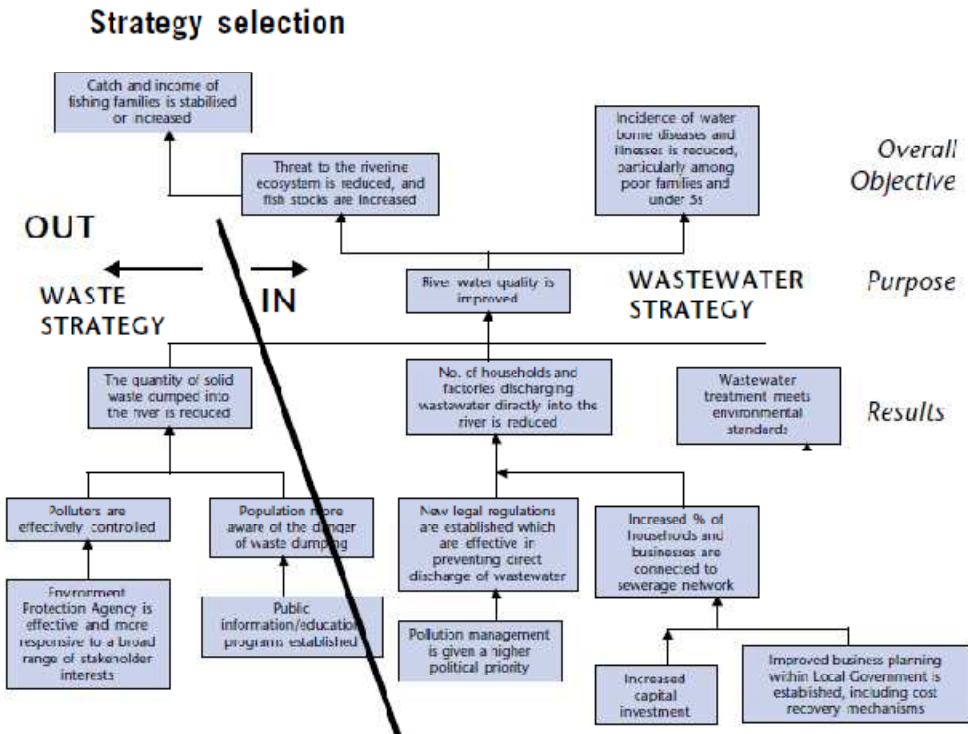 Strategy selection
Catch and income of
fishing families is stabilised
or increased
Threat to the riverine
ecosystem is reduced, and
fish stocks are increased
Incidence of water
borne diseases and
illnesses is reduced,
particularly among
poor families and
under 5s
Overall
Objective
OUT
IN
WASTE
STRATEGY
River water quality is
improved
WASTEWATER
STRATEGY
Purpose
The quantity of solid
waste dumped into
the river is reduced
No. of households and
factories discharging
wastewater directly into the
river is reduced
Wastewater
treatment meets
environmental
standards
Results
Polluters are
effectively controlled
Population more
aware of the danger
of waste dumping
New legal regulations
are established which
are effective in
preventing direct
discharge of wastewater
Increased % of
households and
businesses are
connected to
sewerage network
Environment
Protection Agency is
effective and more
responsive to a broad
range of stakeholder
interests
Public
information/education
programs established
Pollution management
is given a higher
political priority
Increased
capital
investment
Improved business planning
within Local Government is
established, including cost
recovery mechanisms